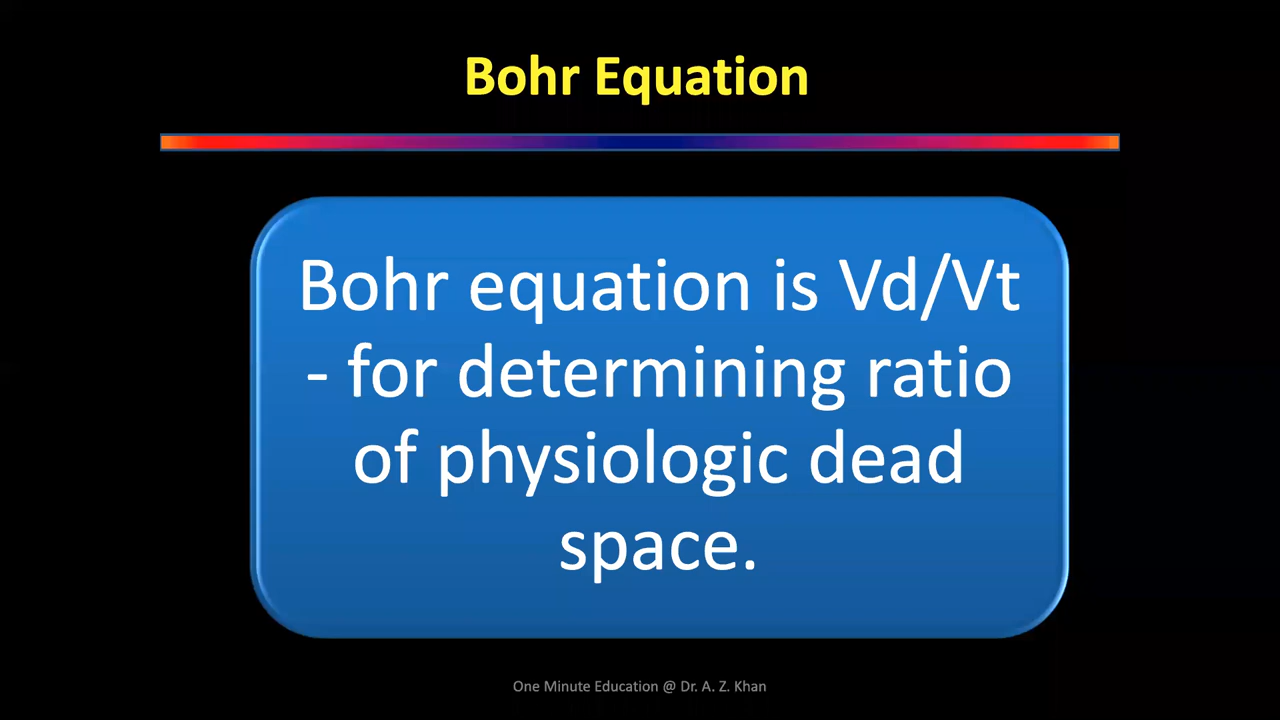 Bohr Equation
Bohr equation is Vd/Vt
- for determining ratio
of physiologic dead
space.
One Minute Education @ Dr. A. Z. Khan